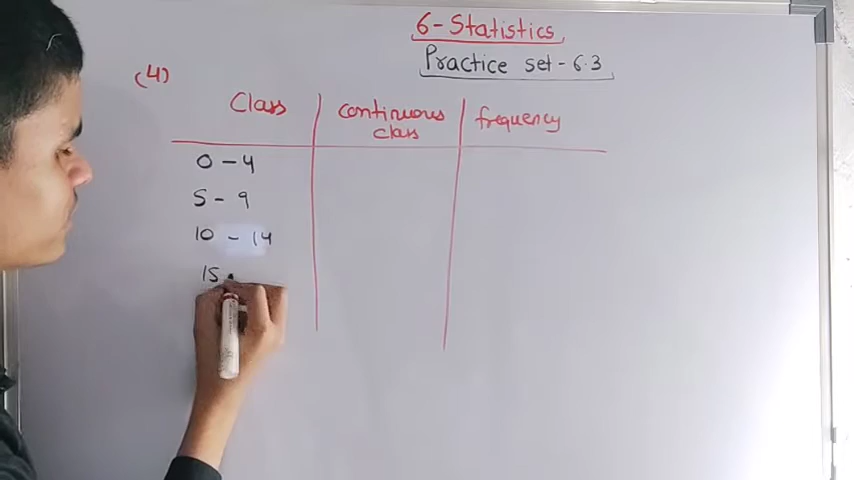 6-Statistics
Practice set-6.3
(4)
Class continuous class frequency
0-4
5-9
10-14
15